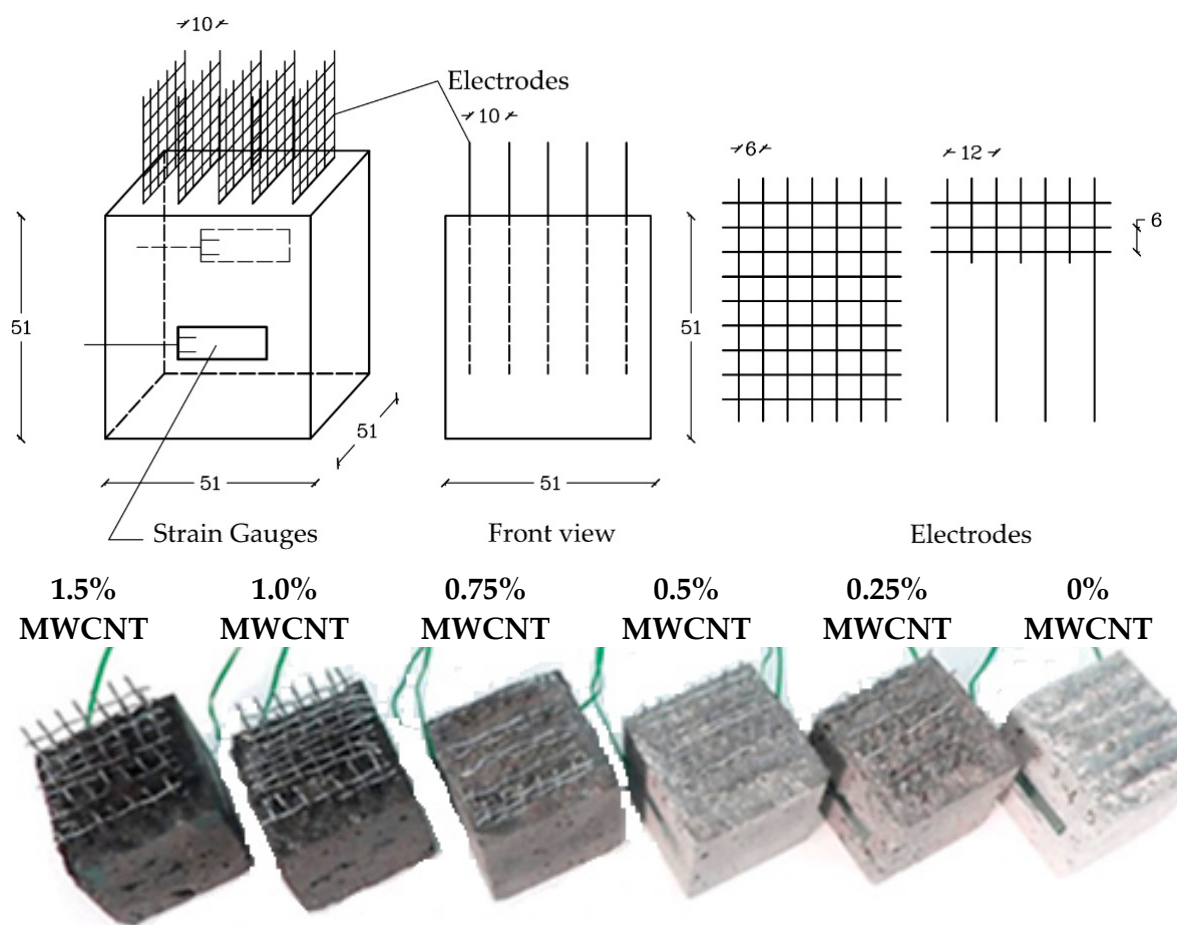 10
Electrodes
10
6
12
6
51
51
51
51
51
51
Strain Gauges
Front view
Electrodes
1.5%
MWCNT
1.0%
MWCNT
0.75%
MWCNT
0.5%
MWCNT
0.25%
MWCNT
0%
MWCNT